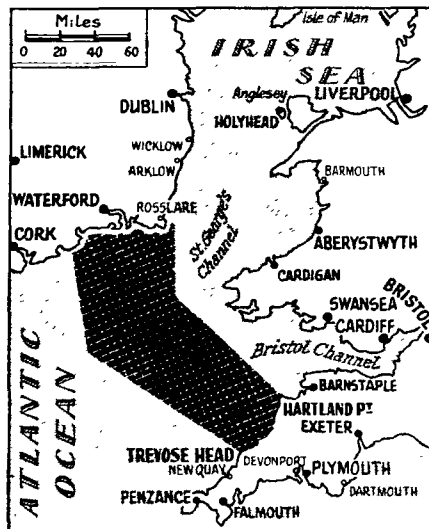 Miles
0 20 40 60
Isle of Man
IRISH
SEA
DUBLIN
Anglesey
LIVERPOOL
HOLYHEAD
LIMERICK
WICKLOW
ARKLOW
BARMOUTH
WATERFORD
ROSSLARE
St. George's
Channel
CORK
ABERYSTWYTH
CARDIGAN
SWANSEA
BRISTOL
CARDIFF
Bristol Channel
BARNSTAPLE
HARTLAND PT
EXETER
ATLANTIC
OCEAN
TREVOSE HEAD
NEW QUAY
DEVONPORT
PLYMOUTH
DARTMOUTH
PENZANCE
FALMOUTH